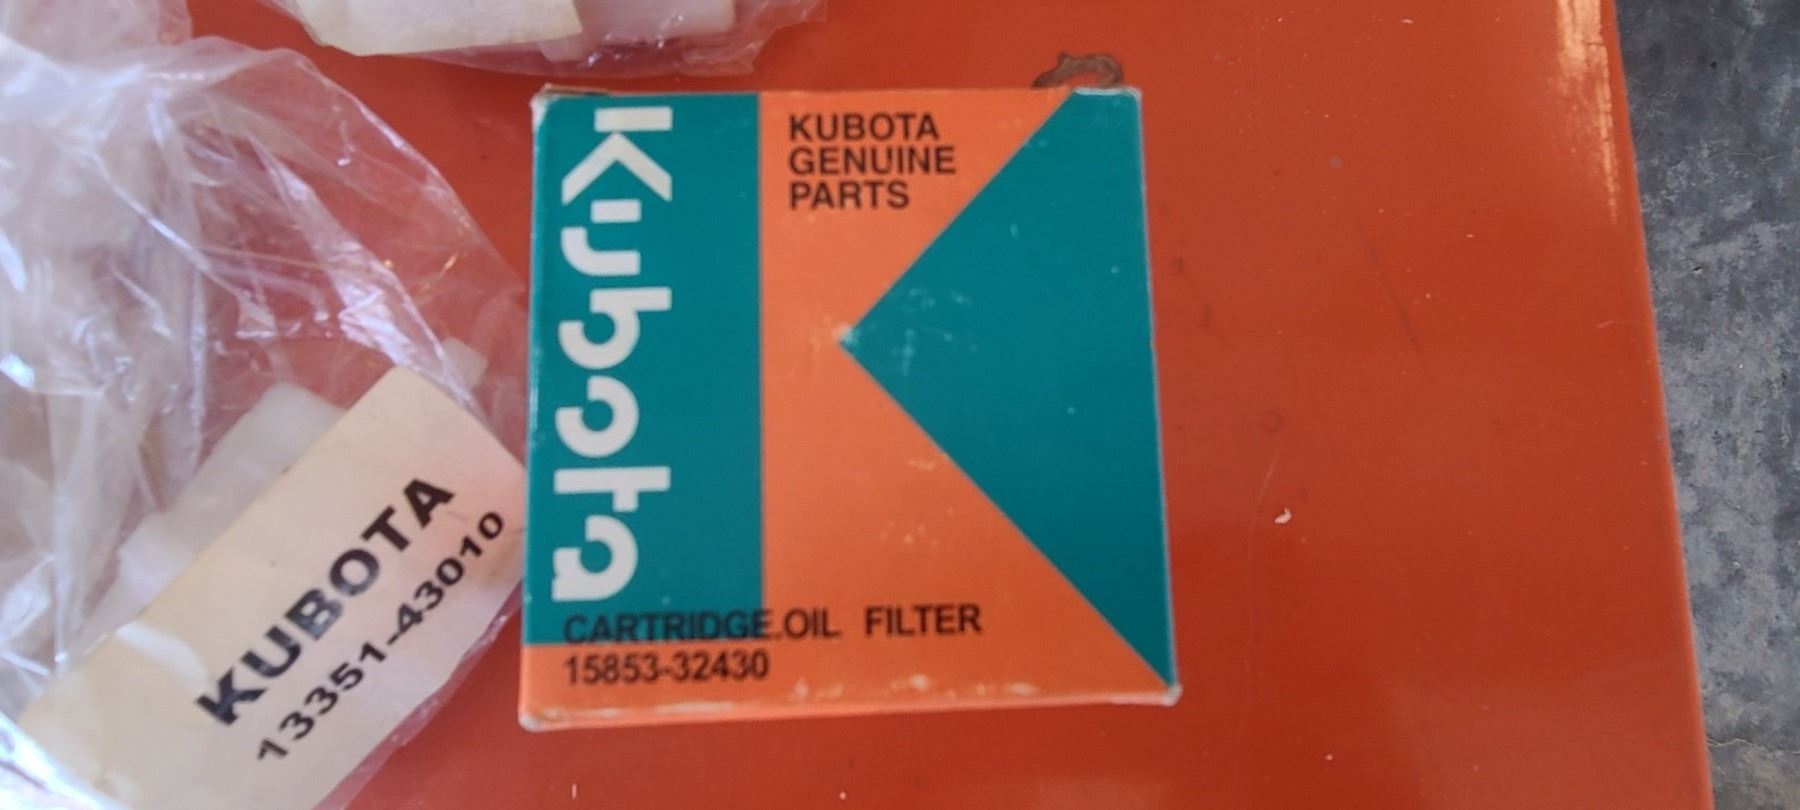 Kubota
KUBOTA
GENUINE
PARTS
CARTRIDGE.OIL FILTER
15853-32430
KUBOTA
13351-43010